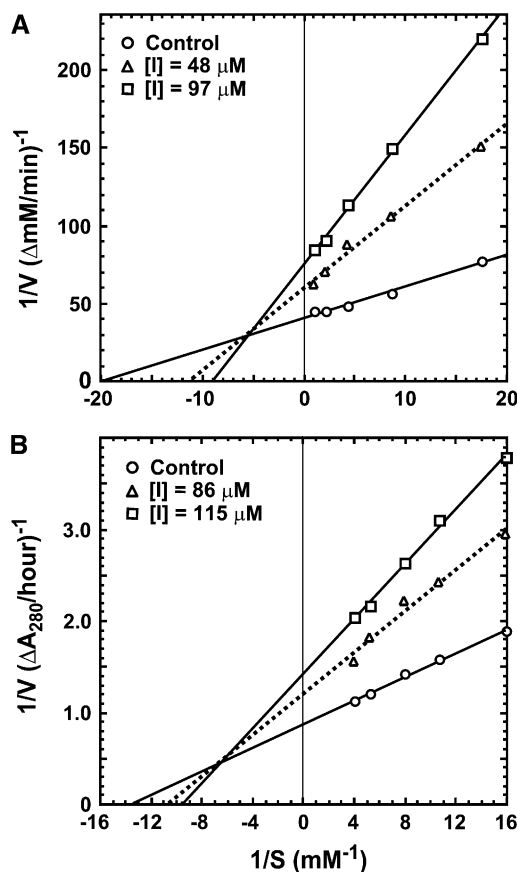 A
Control
[I] = 48 μM
[I] = 97 μM
1/V (ΔmM/min)-1
200
150
100
50
0
-20 -10 0 10 20
B
Control
[I] = 86 μM
[I] = 115 μM
1/V (ΔA280/hour)-1
3.0
2.0
1.0
0
-16 -12 -8 -4 0 4 8 12 16
1/S (mM-1)